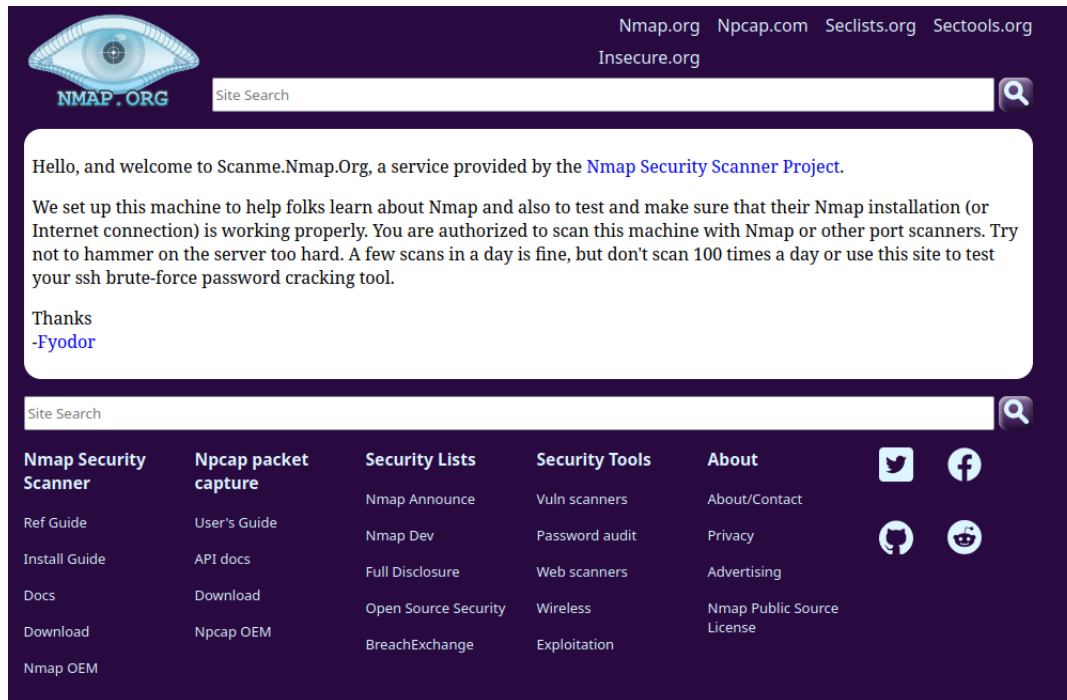 Nmap.org Npcap.com Seclists.org Sectools.org
Insecure.org
NMAP.ORG
Site Search
Hello, and welcome to Scanme.Nmap.Org, a service provided by the Nmap Security Scanner Project.
We set up this machine to help folks learn about Nmap and also to test and make sure that their Nmap installation (or
Internet connection) is working properly. You are authorized to scan this machine with Nmap or other port scanners. Try
not to hammer on the server too hard. A few scans in a day is fine, but don't scan 100 times a day or use this site to test
your ssh brute-force password cracking tool.
Thanks
-Fyodor
Site Search
Nmap Security
Scanner
Ref Guide
Install Guide
Docs
Download
Nmap OEM
Npcap packet
capture
User's Guide
API docs
Download
Npcap OEM
Security Lists
Nmap Announce
Nmap Dev
Full Disclosure
Open Source Security
BreachExchange
Security Tools
Vuln scanners
Password audit
Web scanners
Wireless
Exploitation
About
About/Contact
Privacy
Advertising
Nmap Public Source
License